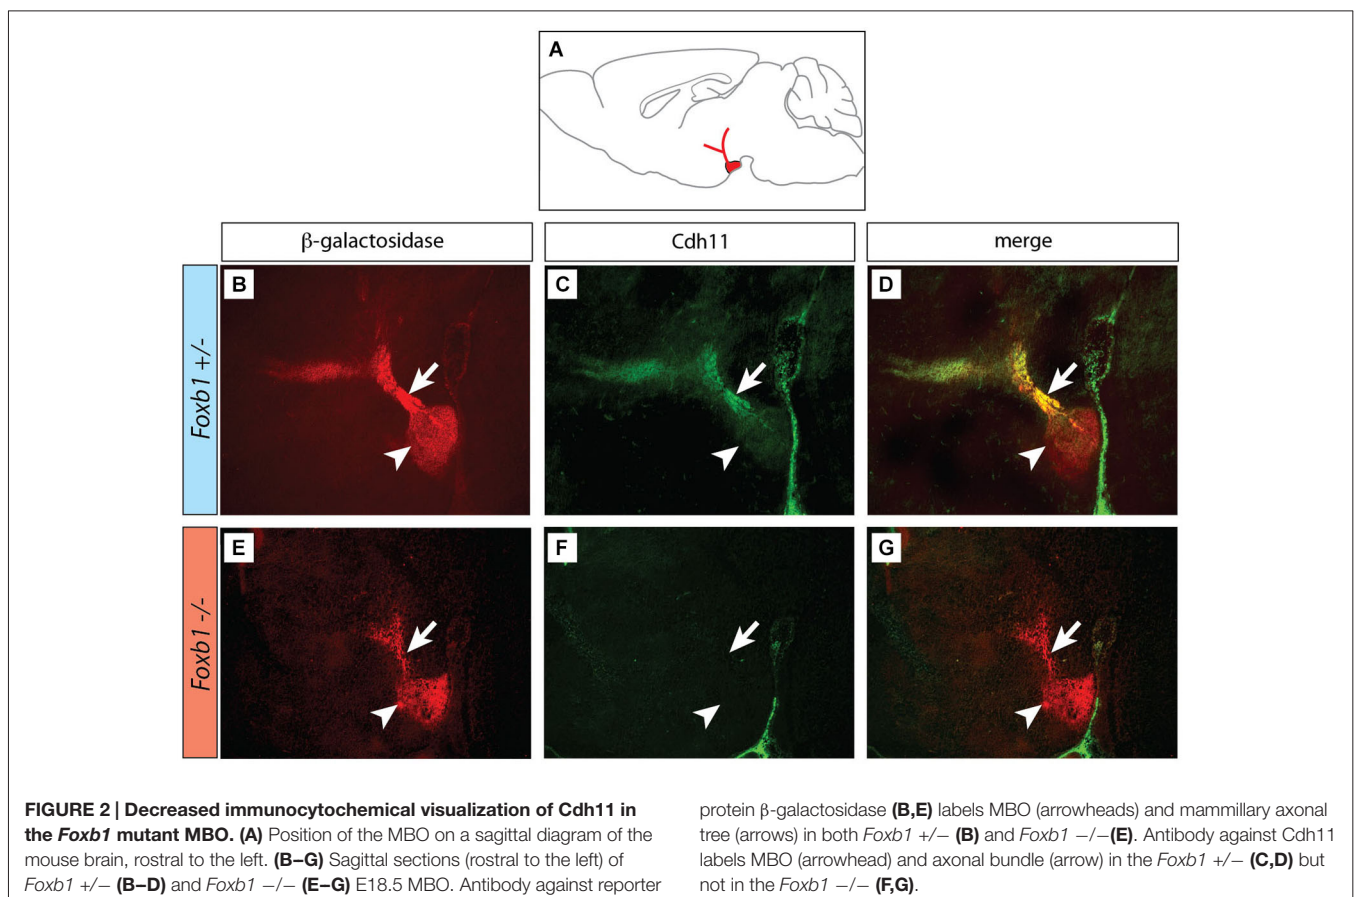 A
β-galactosidase
Cdh11
merge
Foxb1 +/-
B
C
D
Foxb1 -/-
E
F
G
FIGURE 2 | Decreased immunocytochemical visualization of Cdh11 in
the Foxb1 mutant MBO. (A) Position of the MBO on a sagittal diagram of the
mouse brain, rostral to the left. (B–G) Sagittal sections (rostral to the left) of
Foxb1 +/− (B–D) and Foxb1 −/− (E–G) E18.5 MBO. Antibody against reporter
protein β-galactosidase (B,E) labels MBO (arrowheads) and mammillary axonal
tree (arrows) in both Foxb1 +/− (B) and Foxb1 −/−(E). Antibody against Cdh11
labels MBO (arrowhead) and axonal bundle (arrow) in the Foxb1 +/− (C,D) but
not in the Foxb1 −/− (F,G).